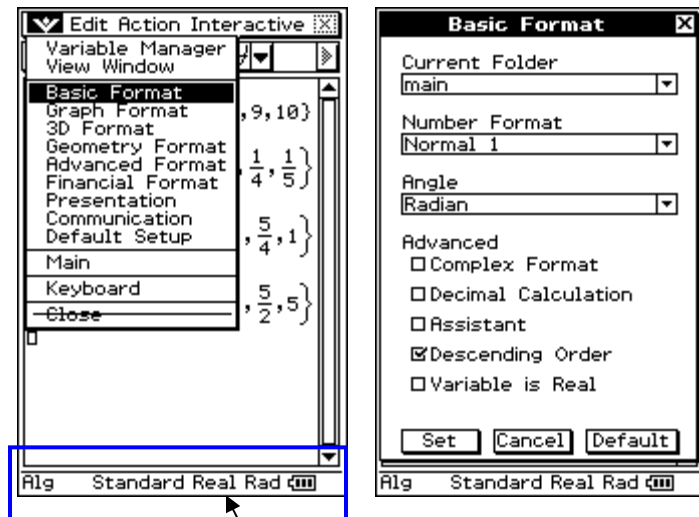 Edit Action Interactive
Variable Manager
View Window
Basic Format
Graph Format
3D Format
Geometry Format
Advanced Format
Financial Format
Presentation
Communication
Default Setup
Main
Keyboard
Close
,9,10}
,1/4,1/5}
,5/4,1}
,5/2,5}
Alg Standard Real Rad
Basic Format
Current Folder
main
Number Format
Normal 1
Angle
Radian
Advanced
Complex Format
Decimal Calculation
Assistant
Descending Order
Variable is Real
Set Cancel Default
Alg Standard Real Rad